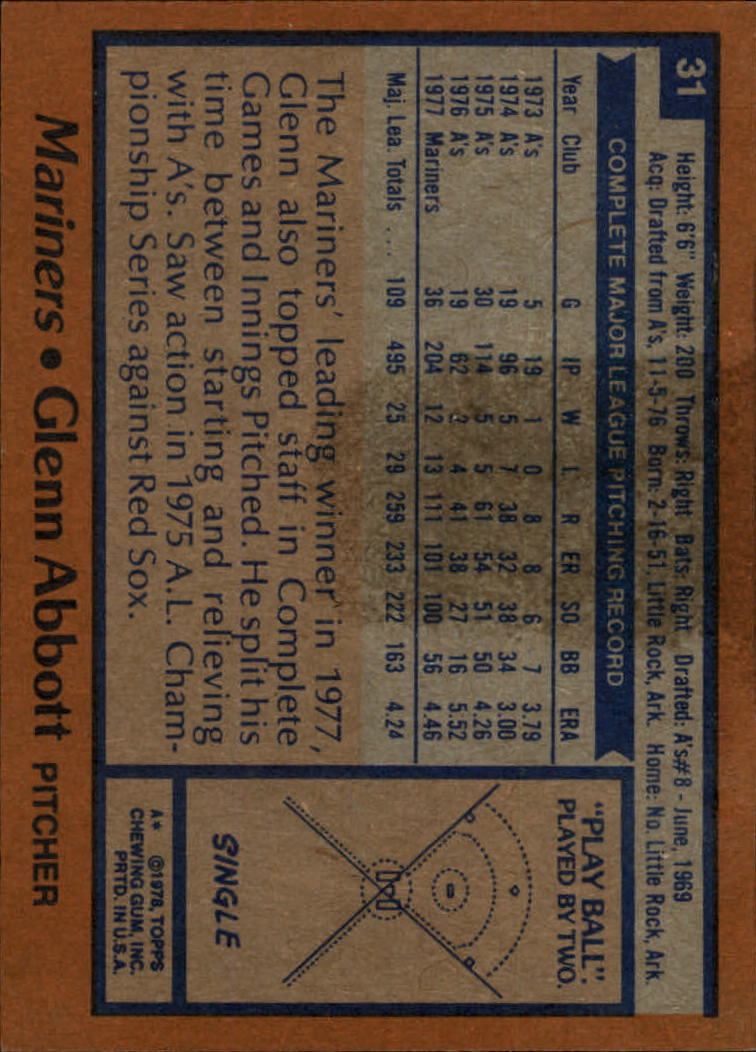 31
Height: 6'6" Weight: 200 Throws: Right Bats: Right Drafted: A's#8 - June, 1969
Acq: Drafted from A's, 11-5-76 Born: 2-16-51, Little Rock, Ark. Home: No. Little Rock, Ark.
COMPLETE MAJOR LEAGUE PITCHING RECORD
Year Club G IP W L R ER SO BB ERA
1973 A's 5 19 1 0 8 8 6 7 3.79
1974 A's 19 96 5 7 38 32 38 34 3.00
1975 A's 30 114 5 5 61 54 51 50 4.26
1976 A's 19 62 2 4 41 38 27 16 5.52
1977 Mariners 36 204 12 13 111 101 100 56 4.46
Maj. Lea. Totals ... 109 495 25 29 259 233 222 163 4.24
The Mariners' leading winner in 1977,
Glenn also topped staff in Complete
Games and Innings Pitched. He split his
time between starting and relieving
with A's. Saw action in 1975 A.L. Cham-
pionship Series against Red Sox.
"PLAY BALL".
PLAYED BY TWO.
SINGLE
A* ©1978, TOPPS
CHEWING GUM, INC.
PRTD. IN U.S.A.
Mariners • Glenn Abbott PITCHER